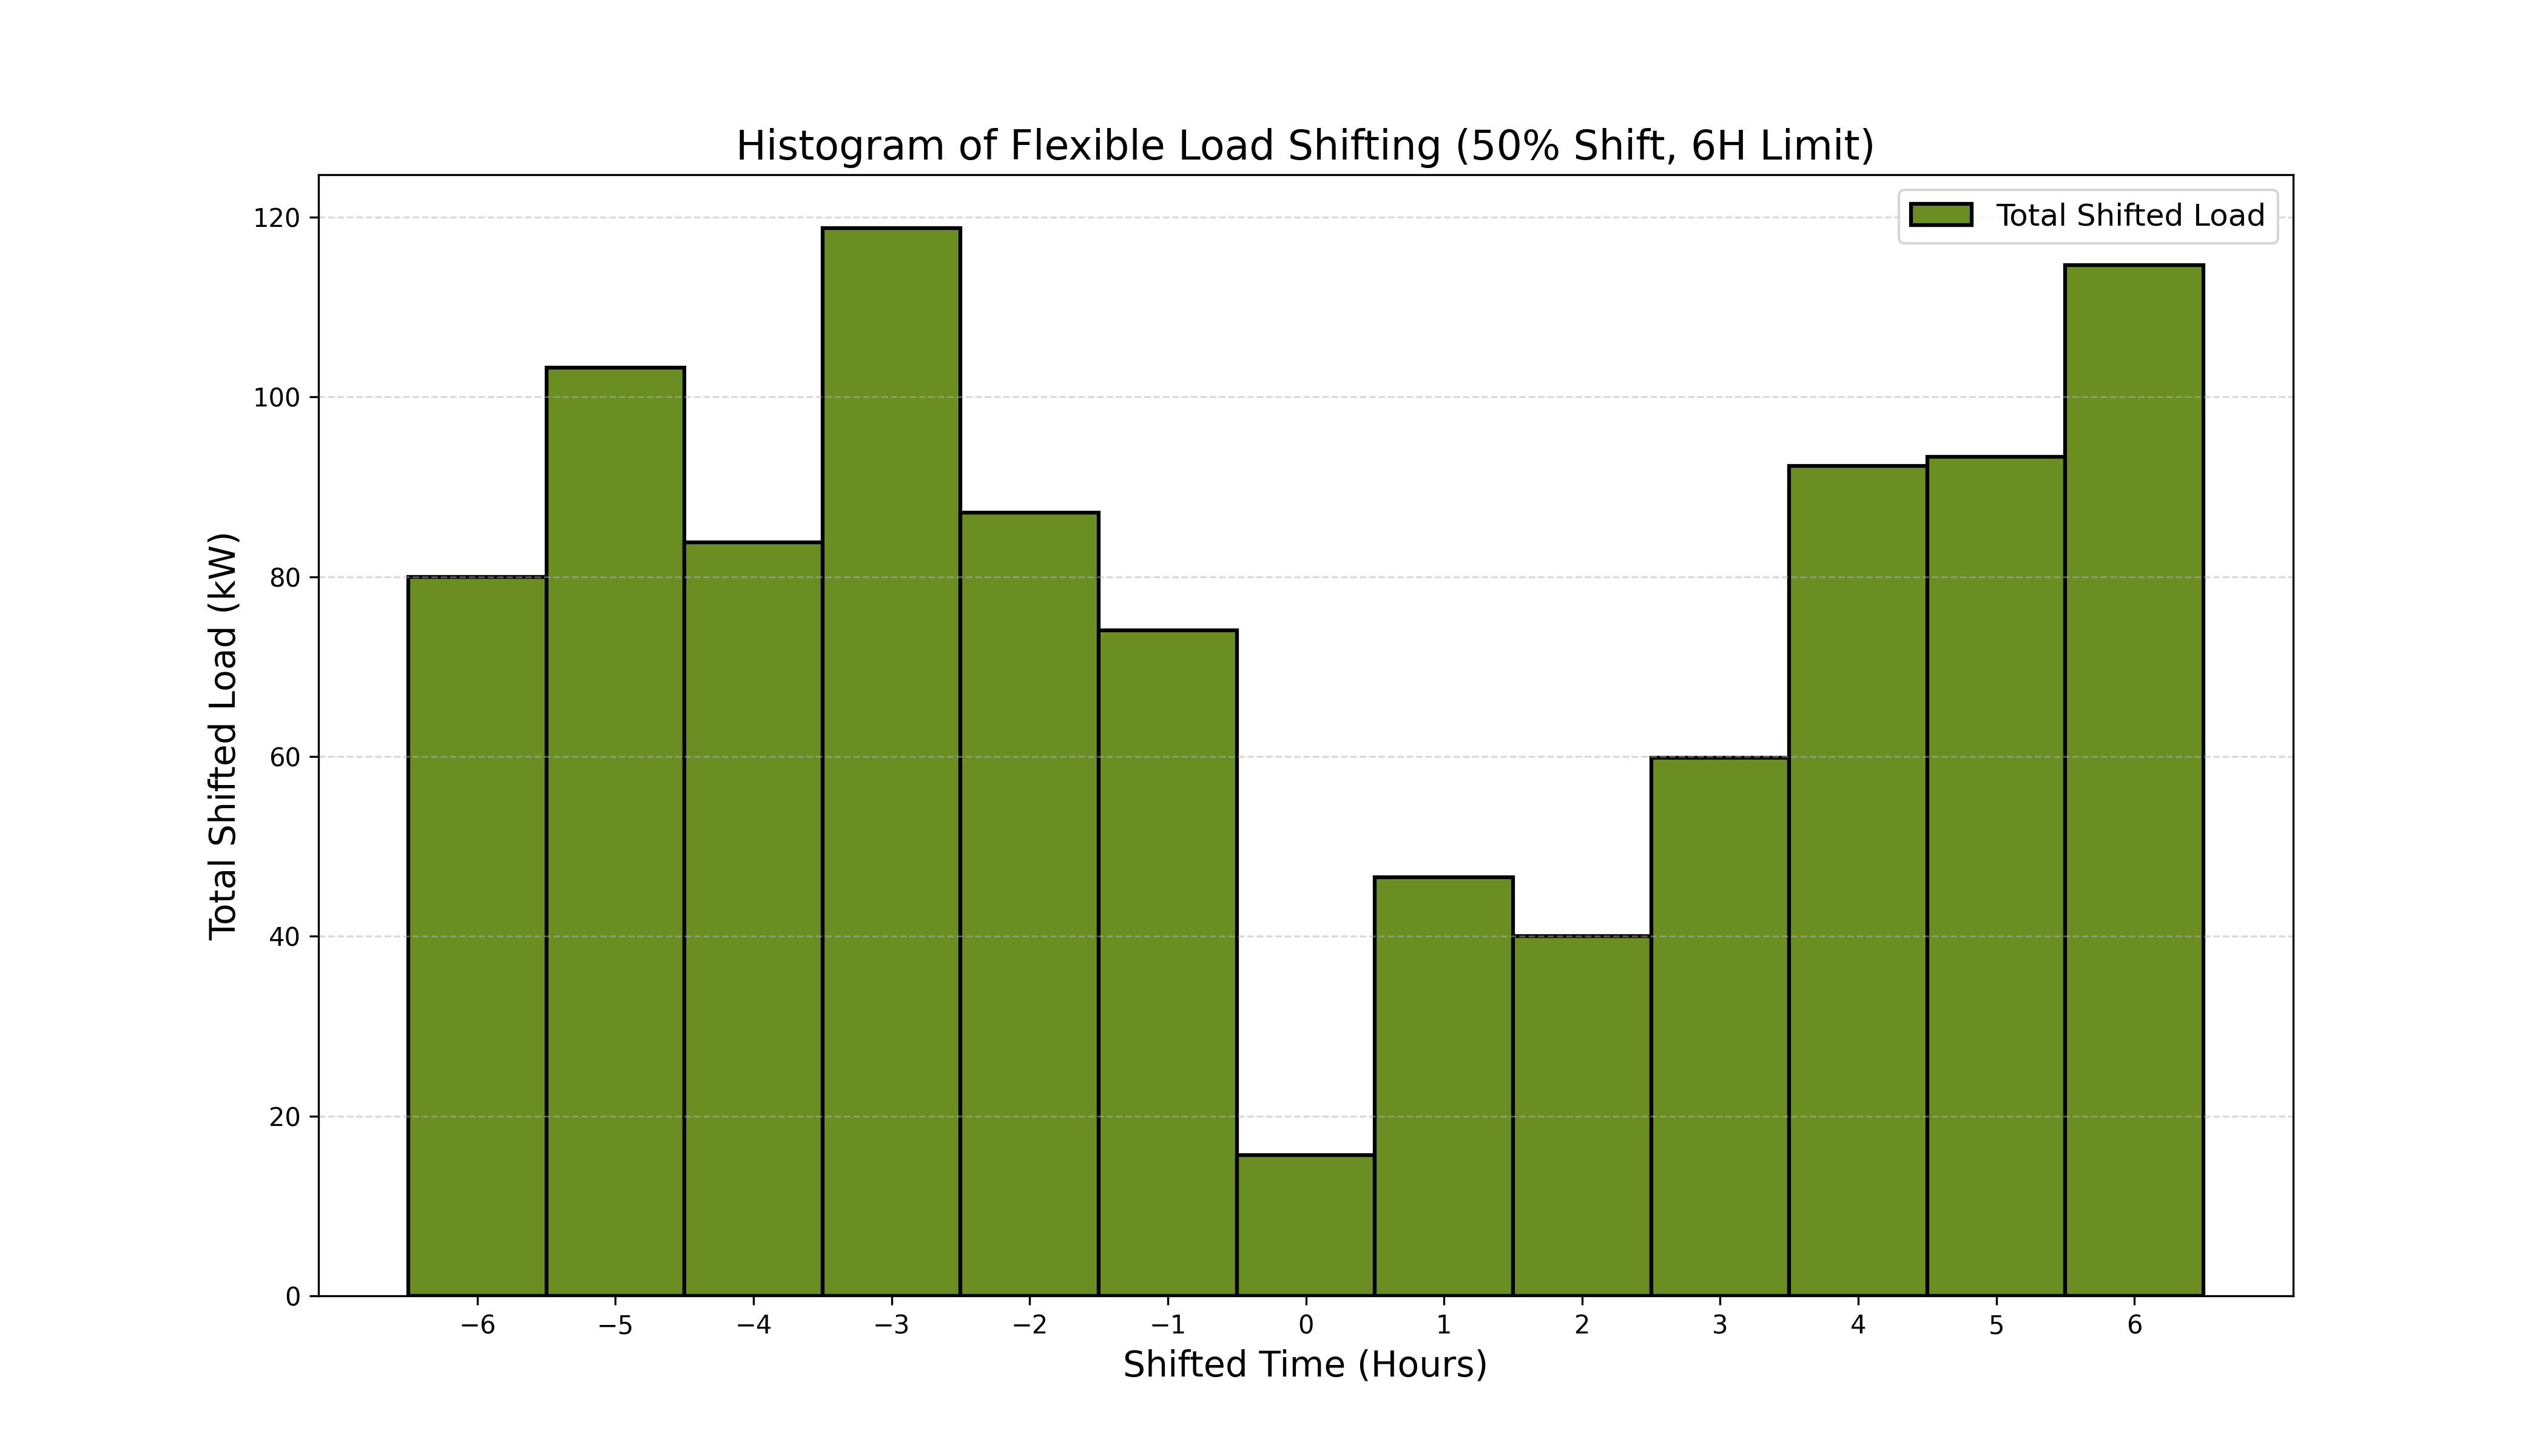 Histogram of Flexible Load Shifting (50% Shift, 6H Limit)
Total Shifted Load
120
100
80
60
40
20
0
Total Shifted Load (kW)
−6 −5 −4 −3 −2 −1 0 1 2 3 4 5 6
Shifted Time (Hours)